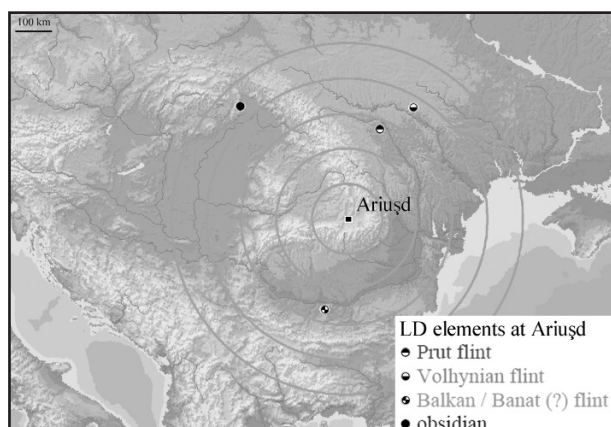 100 km
Ariuşd
LD elements at Ariuşd
Prut flint
Volhynian flint
Balkan / Banat (?) flint
obsidian